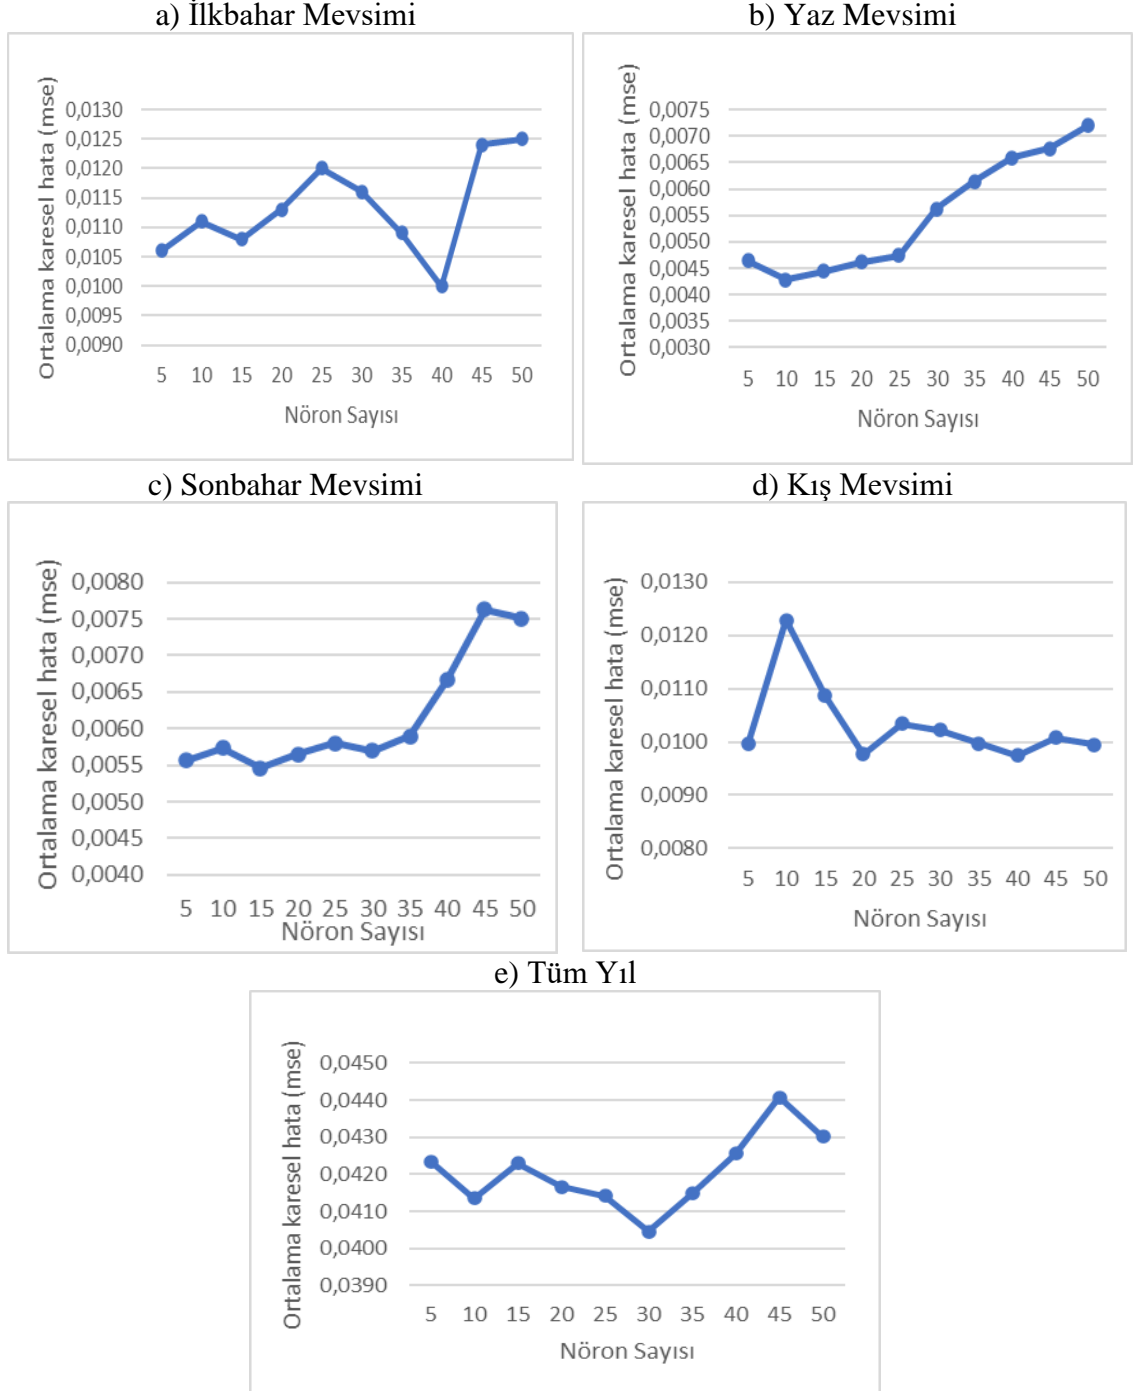 a) İlkbahar Mevsimi
Ortalama karesel hata (mse)
0,0130
0,0125
0,0120
0,0115
0,0110
0,0105
0,0100
0,0095
0,0090
5 10 15 20 25 30 35 40 45 50
Nöron Sayısı
b) Yaz Mevsimi
Ortalama karesel hata (mse)
0,0075
0,0070
0,0065
0,0060
0,0055
0,0050
0,0045
0,0040
0,0035
0,0030
5 10 15 20 25 30 35 40 45 50
Nöron Sayısı
c) Sonbahar Mevsimi
Ortalama karesel hata (mse)
0,0080
0,0075
0,0070
0,0065
0,0060
0,0055
0,0050
0,0045
0,0040
5 10 15 20 25 30 35 40 45 50
Nöron Sayısı
d) Kış Mevsimi
Ortalama karesel hata (mse)
0,0130
0,0120
0,0110
0,0100
0,0090
0,0080
5 10 15 20 25 30 35 40 45 50
Nöron Sayısı
e) Tüm Yıl
Ortalama karesel hata (mse)
0,0450
0,0440
0,0430
0,0420
0,0410
0,0400
0,0390
5 10 15 20 25 30 35 40 45 50
Nöron Sayısı